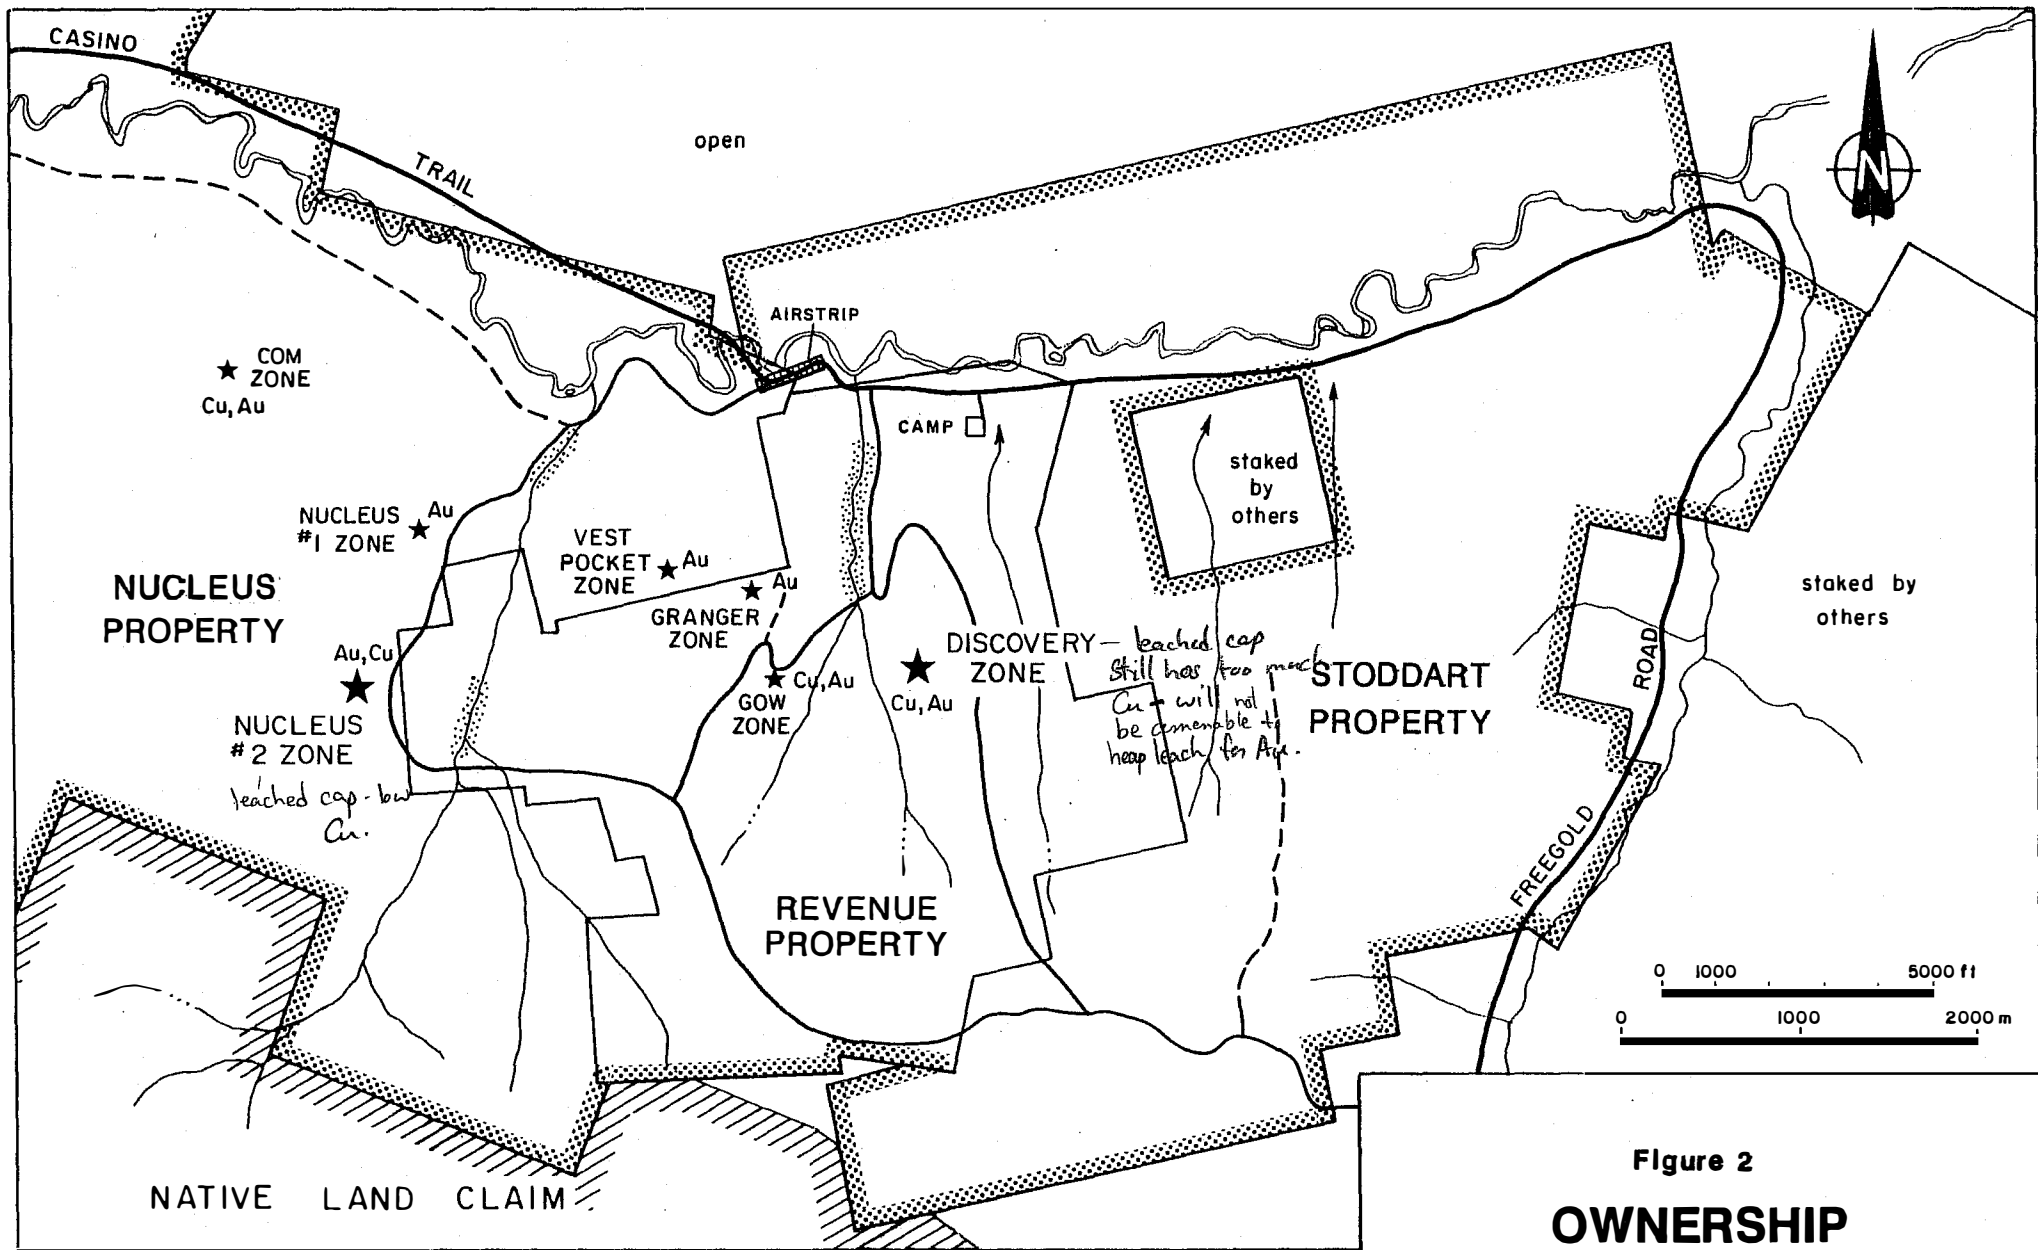 CASINO
TRAIL
open
N
AIRSTRIP
COM
ZONE
Cu, Au
CAMP
staked
by
others
NUCLEUS
#1 ZONE
Au
VEST
POCKET
ZONE
Au
Au
GRANGER
ZONE
NUCLEUS
PROPERTY
staked by
others
Au,Cu
NUCLEUS
#2 ZONE
leached cap - low
Cu.
GOW
ZONE
Cu, Au
DISCOVERY
ZONE
Cu, Au
— leached cap
Still has too much
Cu - will not
be amenable to
heap leach for Au.
STODDART
PROPERTY
ROAD
FREEGOLD
REVENUE
PROPERTY
0 1000 5000 ft
0 1000 2000 m
NATIVE LAND CLAIM
Figure 2
OWNERSHIP